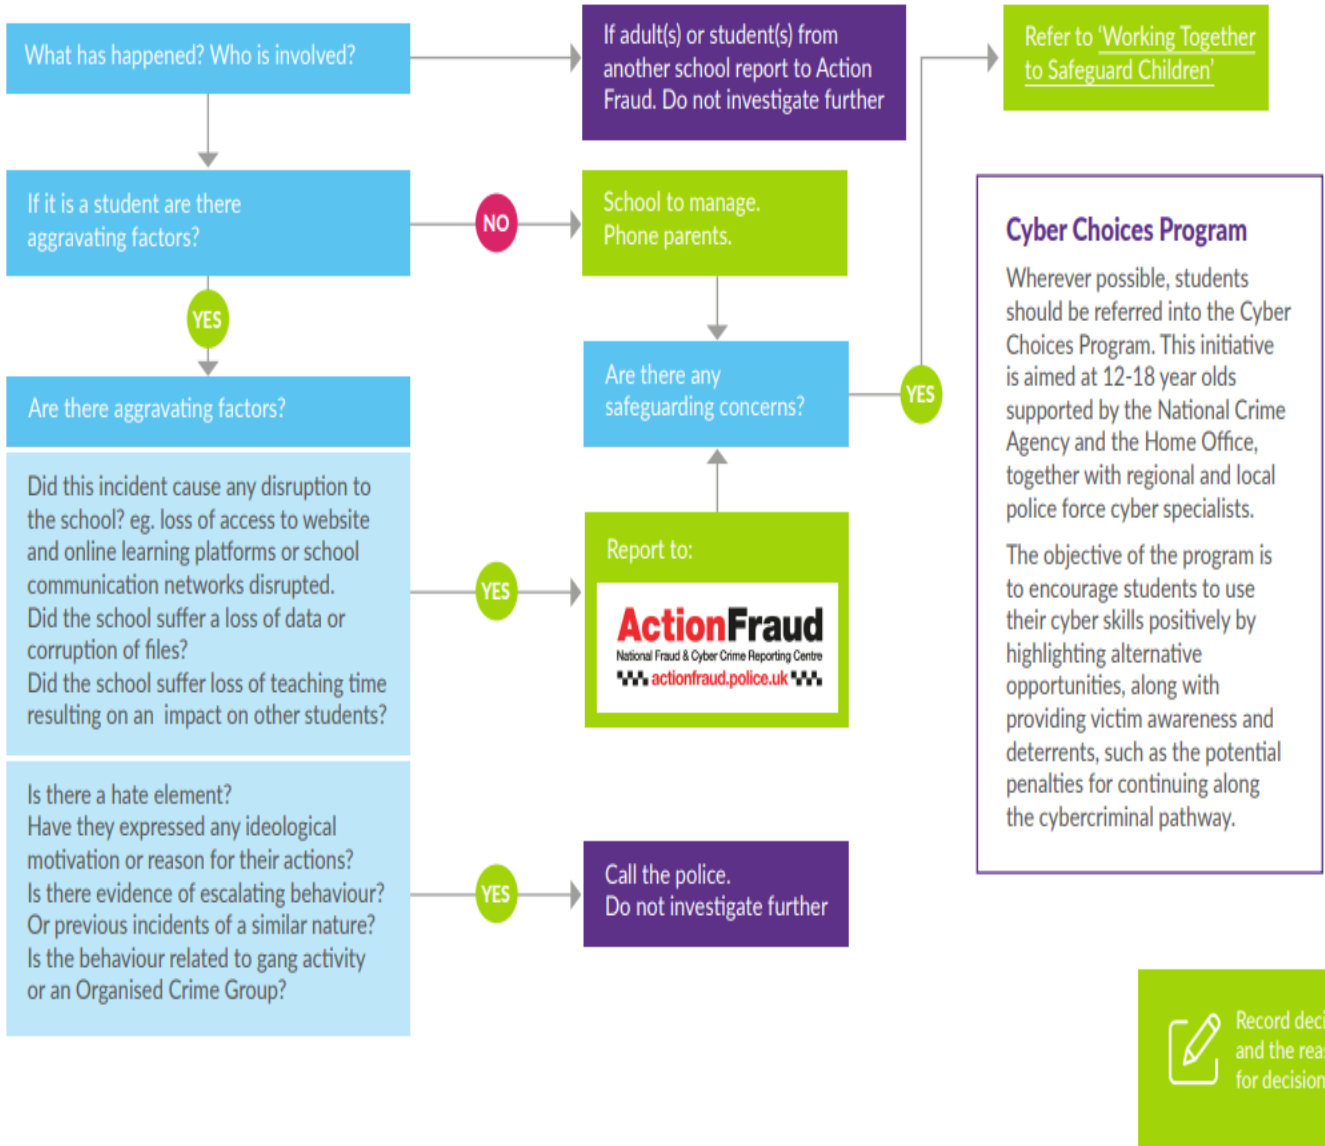 What has happened? Who is involved?
If adult(s) or student(s) from
another school report to Action
Fraud. Do not investigate further
Refer to 'Working Together
to Safeguard Children'
If it is a student are there
aggravating factors?
NO
School to manage.
Phone parents.
YES
Are there any
safeguarding concerns?
YES
Are there aggravating factors?
Did this incident cause any disruption to
the school? eg. loss of access to website
and online learning platforms or school
communication networks disrupted.
Did the school suffer a loss of data or
corruption of files?
Did the school suffer loss of teaching time
resulting on an impact on other students?
YES
Report to:
ActionFraud
National Fraud & Cyber Crime Reporting Centre
actionfraud.police.uk
Is there a hate element?
Have they expressed any ideological
motivation or reason for their actions?
Is there evidence of escalating behaviour?
Or previous incidents of a similar nature?
Is the behaviour related to gang activity
or an Organised Crime Group?
YES
Call the police.
Do not investigate further
Cyber Choices Program
Wherever possible, students
should be referred into the Cyber
Choices Program. This initiative
is aimed at 12-18 year olds
supported by the National Crime
Agency and the Home Office,
together with regional and local
police force cyber specialists.
The objective of the program is
to encourage students to use
their cyber skills positively by
highlighting alternative
opportunities, along with
providing victim awareness and
deterrents, such as the potential
penalties for continuing along
the cybercriminal pathway.
Record
and the
for decision